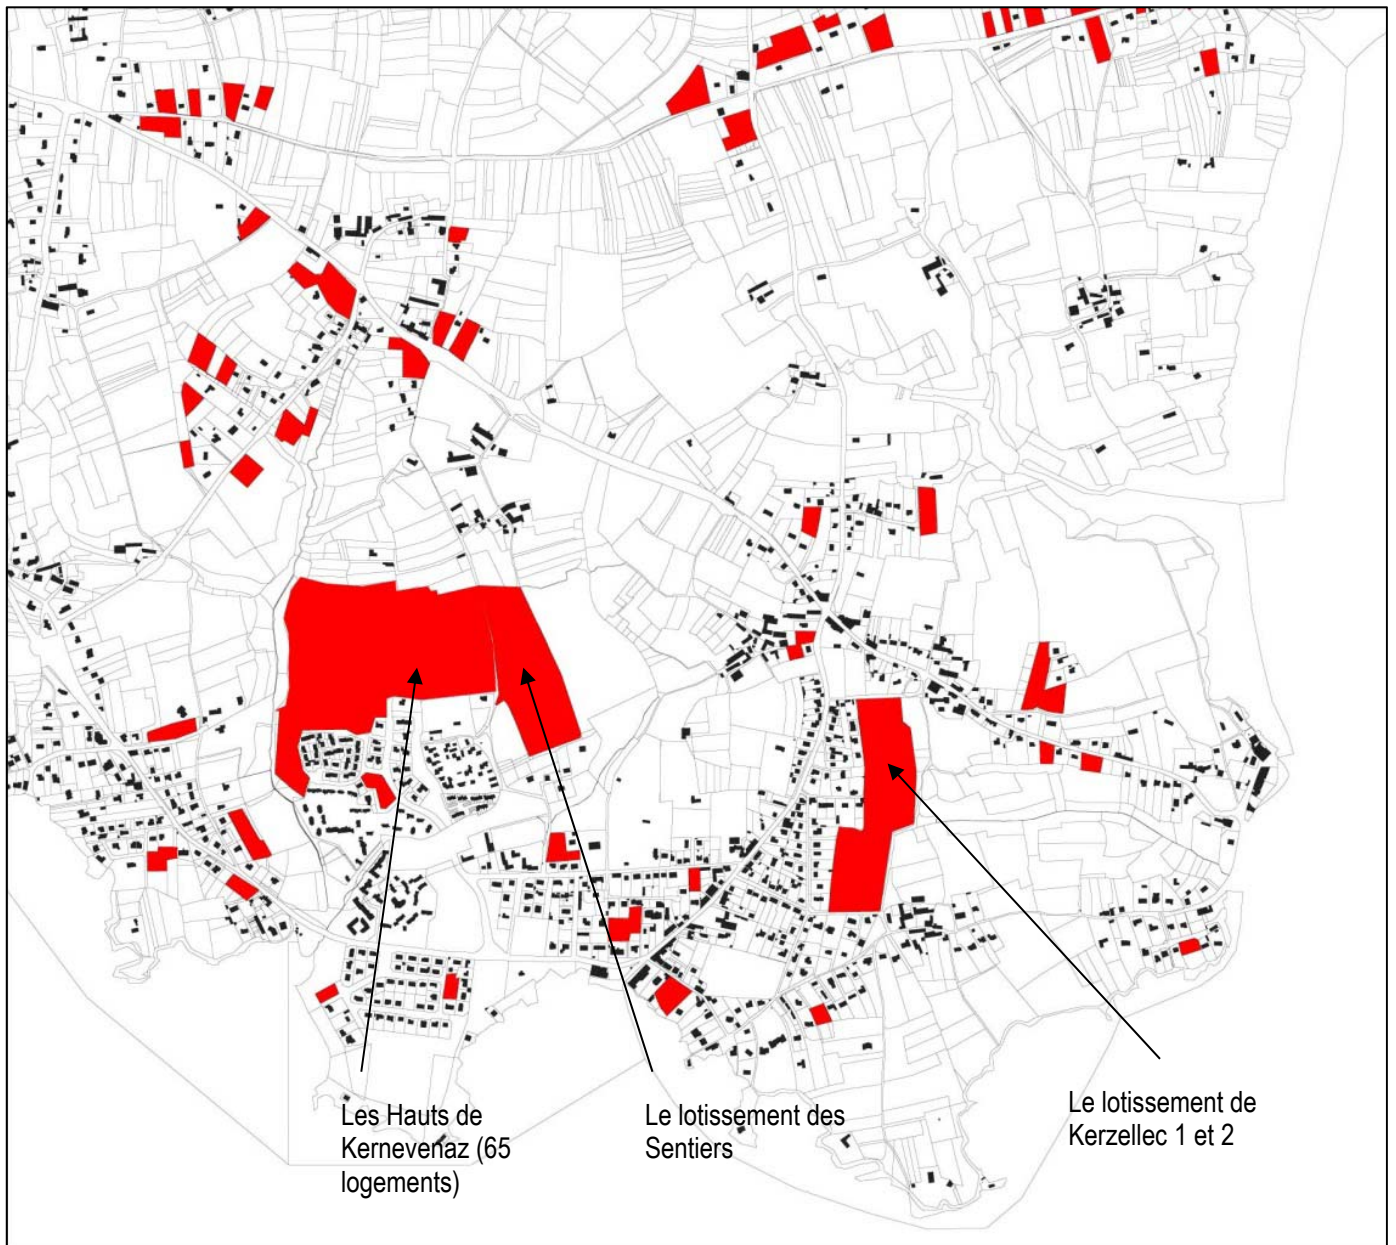 Les Hauts de
Kernevenaz (65
logements)
Le lotissement des
Sentiers
Le lotissement de
Kerzellec 1 et 2